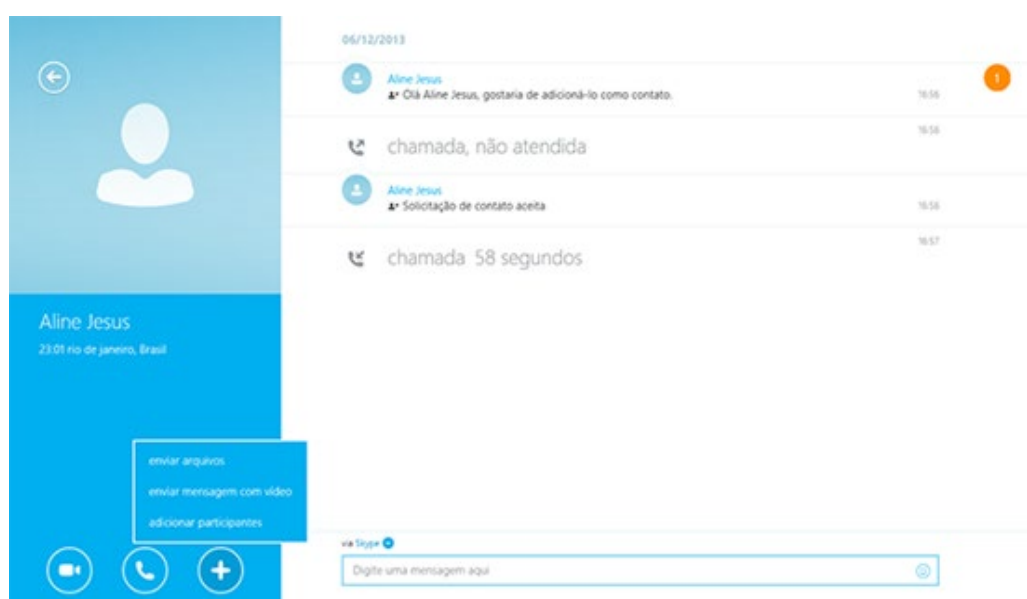 06/12/2013
Aline Jesus
Olá Aline Jesus, gostaria de adicioná-lo como contato.
16:56
1
chamada, não atendida
16:56
Aline Jesus
Solicitação de contato aceita
16:56
chamada 58 segundos
16:57
Aline Jesus
23:01 rio de janeiro, Brasil
enviar arquivos
enviar mensagem com vídeo
adicionar participantes
via Skype
Digite uma mensagem aqui